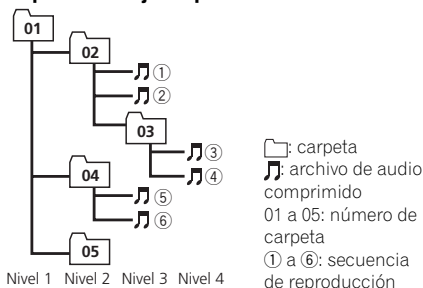 01
02
①
②
03
③
④
04
⑤
⑥
05
Nivel 1 Nivel 2 Nivel 3 Nivel 4
: carpeta
: archivo de audio
comprimido
01 a 05: número de
carpeta
① a ⑥: secuencia
de reproducción